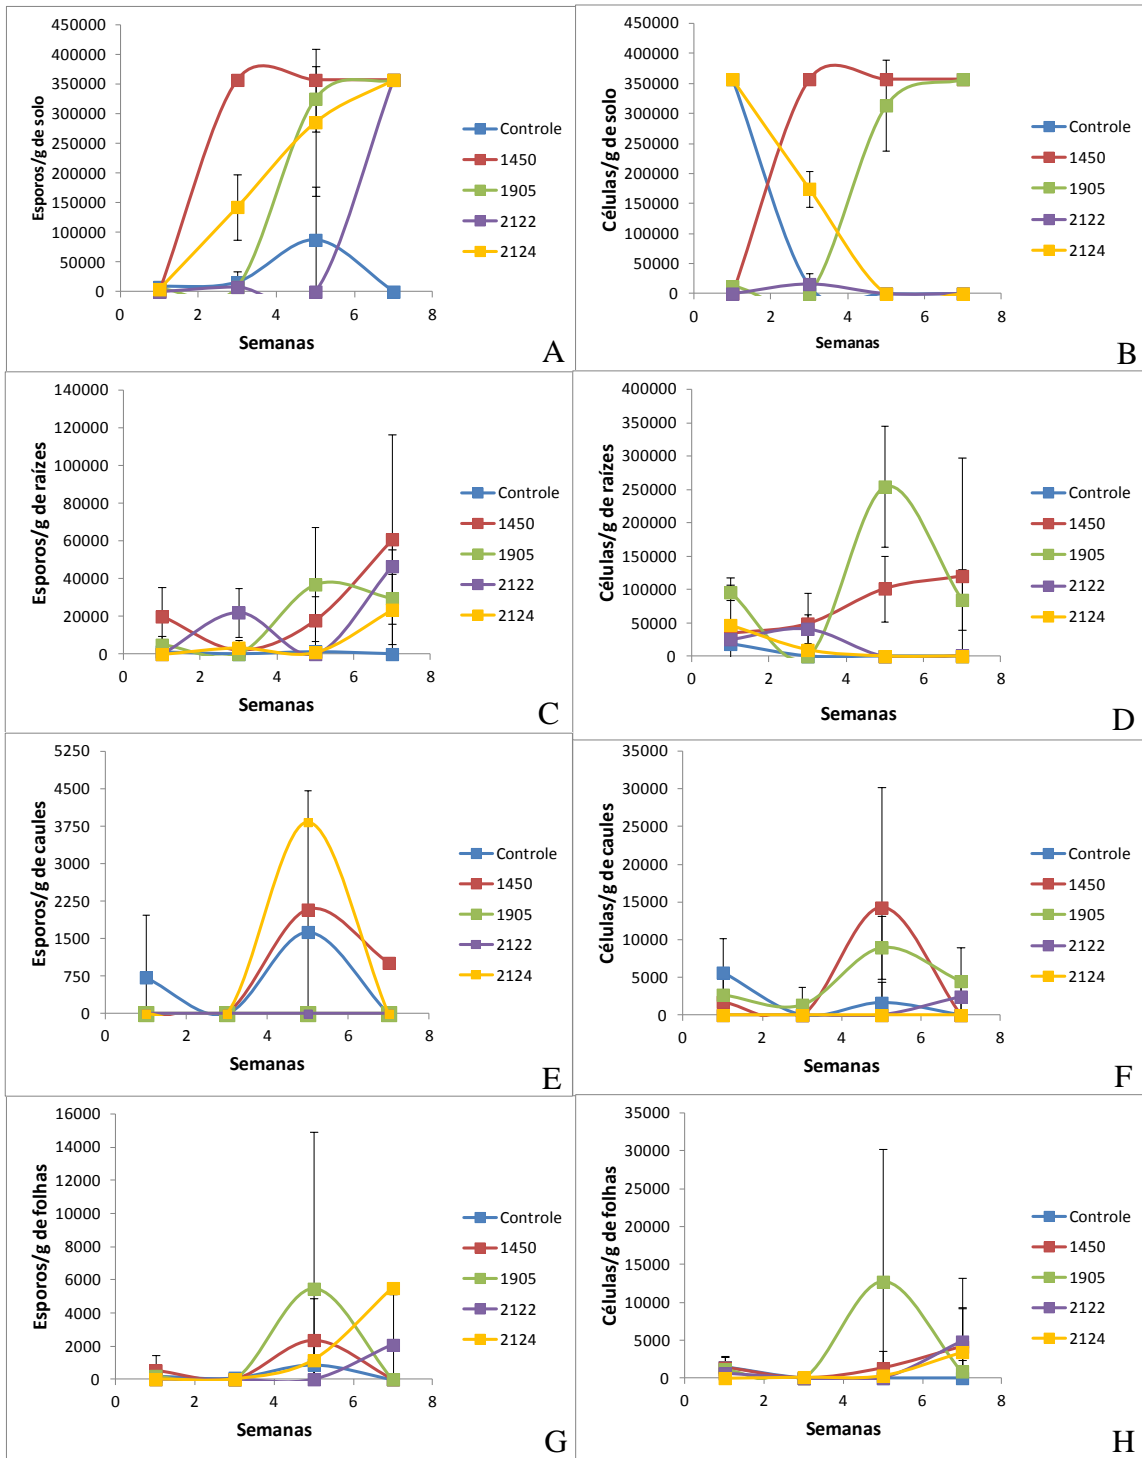 450000
400000
350000
300000
250000
200000
150000
100000
50000
0
Esporos/g de solo
0 2 4 6 8
Semanas
Controle
1450
1905
2122
2124
A
450000
400000
350000
300000
250000
200000
150000
100000
50000
0
Células/g de solo
0 2 4 6 8
Semanas
Controle
1450
1905
2122
2124
B
140000
120000
100000
80000
60000
40000
20000
0
Esporos/g de raízes
0 2 4 6 8
Semanas
Controle
1450
1905
2122
2124
C
400000
350000
300000
250000
200000
150000
100000
50000
0
Células/g de raízes
0 2 4 6 8
Semanas
Controle
1450
1905
2122
2124
D
5250
4500
3750
3000
2250
1500
750
0
Esporos/g de caules
0 2 4 6 8
Semanas
Controle
1450
1905
2122
2124
E
35000
30000
25000
20000
15000
10000
5000
0
Células/g de caules
0 2 4 6 8
Semanas
Controle
1450
1905
2122
2124
F
16000
14000
12000
10000
8000
6000
4000
2000
0
Esporos/g de folhas
0 2 4 6 8
Semanas
Controle
1450
1905
2122
2124
G
35000
30000
25000
20000
15000
10000
5000
0
Células/g de folhas
0 2 4 6 8
Semanas
Controle
1450
1905
2122
2124
H